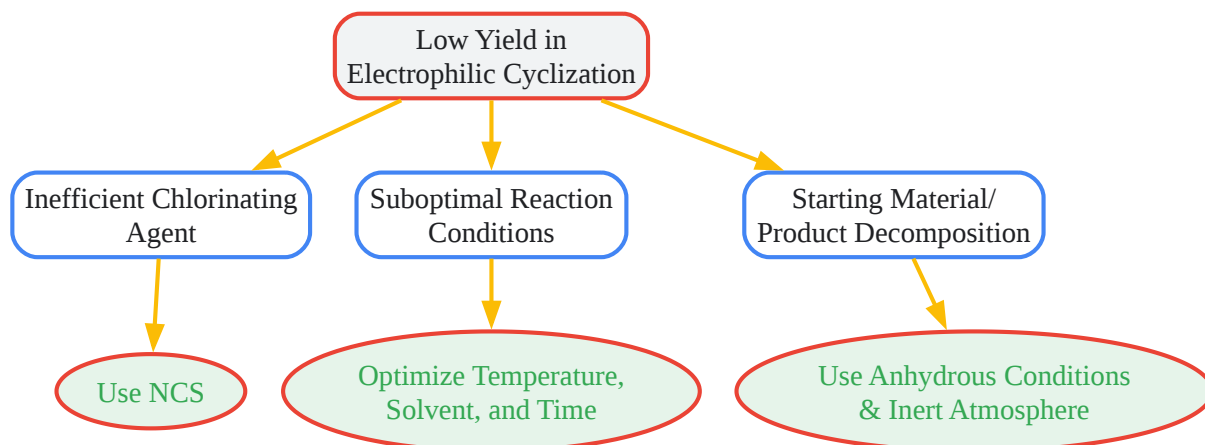 Low Yield in
Electrophilic Cyclization
Inefficient Chlorinating
Agent
Suboptimal Reaction
Conditions
Starting Material/
Product Decomposition
Use NCS
Optimize Temperature,
Solvent, and Time
Use Anhydrous Conditions
& Inert Atmosphere